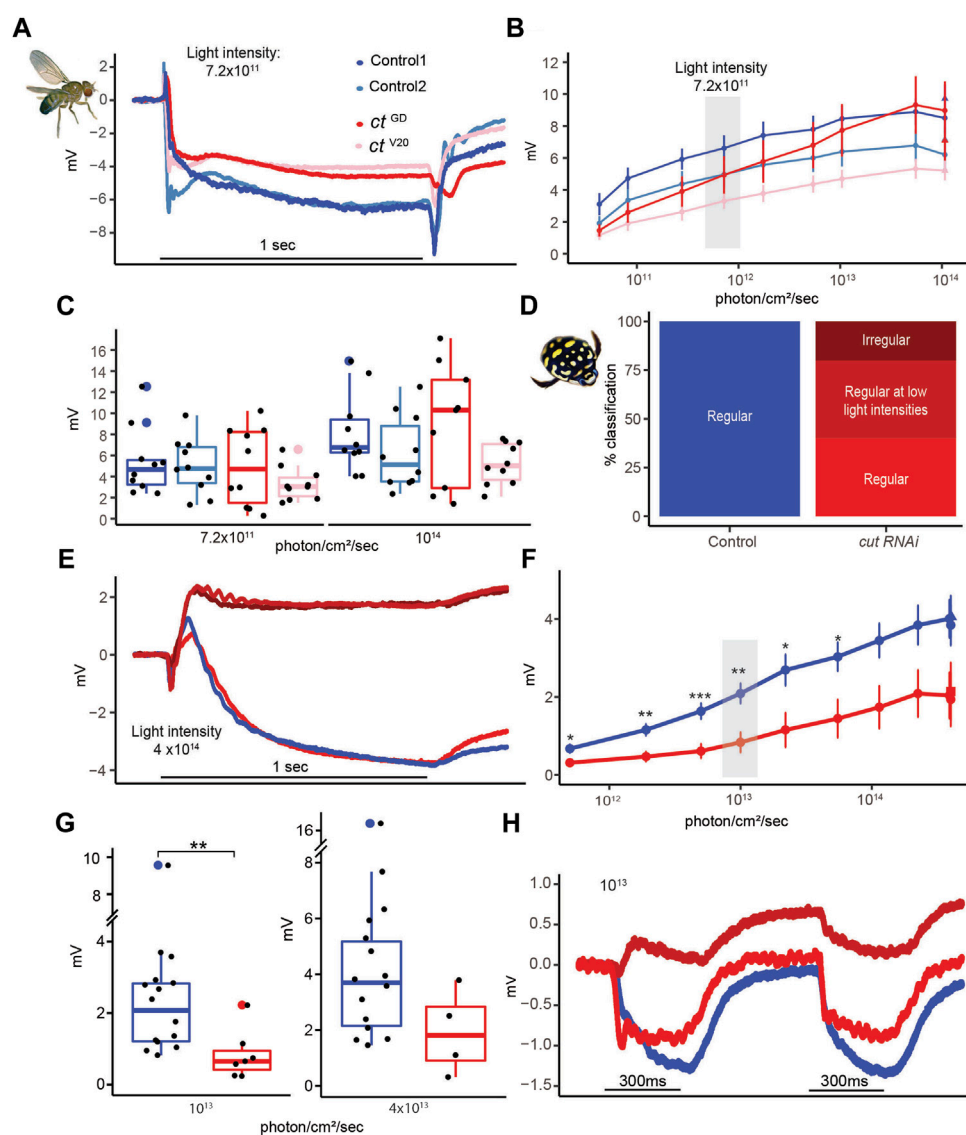 A
Light intensity:
7.2x10¹¹
Control1
Control2
ct GD
ct V20
mV
2
0
−2
−4
−6
−8
1 sec
B
Light intensity
7.2x10¹¹
mV
12
10
8
6
4
2
0
10¹¹
10¹²
10¹³
10¹⁴
photon/cm²/sec
C
mV
16
14
12
10
8
6
4
2
0
7.2x10¹¹
10¹⁴
photon/cm²/sec
D
% classification
100
75
50
25
0
Regular
Irregular
Regular at low
light intensities
Regular
Control
cut RNAi
E
mV
2
0
−2
−4
Light intensity
4 x10¹⁴
1 sec
F
mV
4
2
0
*
**
***
**
*
*
10¹²
10¹³
10¹⁴
photon/cm²/sec
G
**
mV
10
8
4
2
0
10¹³
mV
16
8
6
4
2
0
4x10¹³
photon/cm²/sec
H
10¹³
mV
1.0
0.5
0.0
−0.5
−1.0
−1.5
300ms
300ms